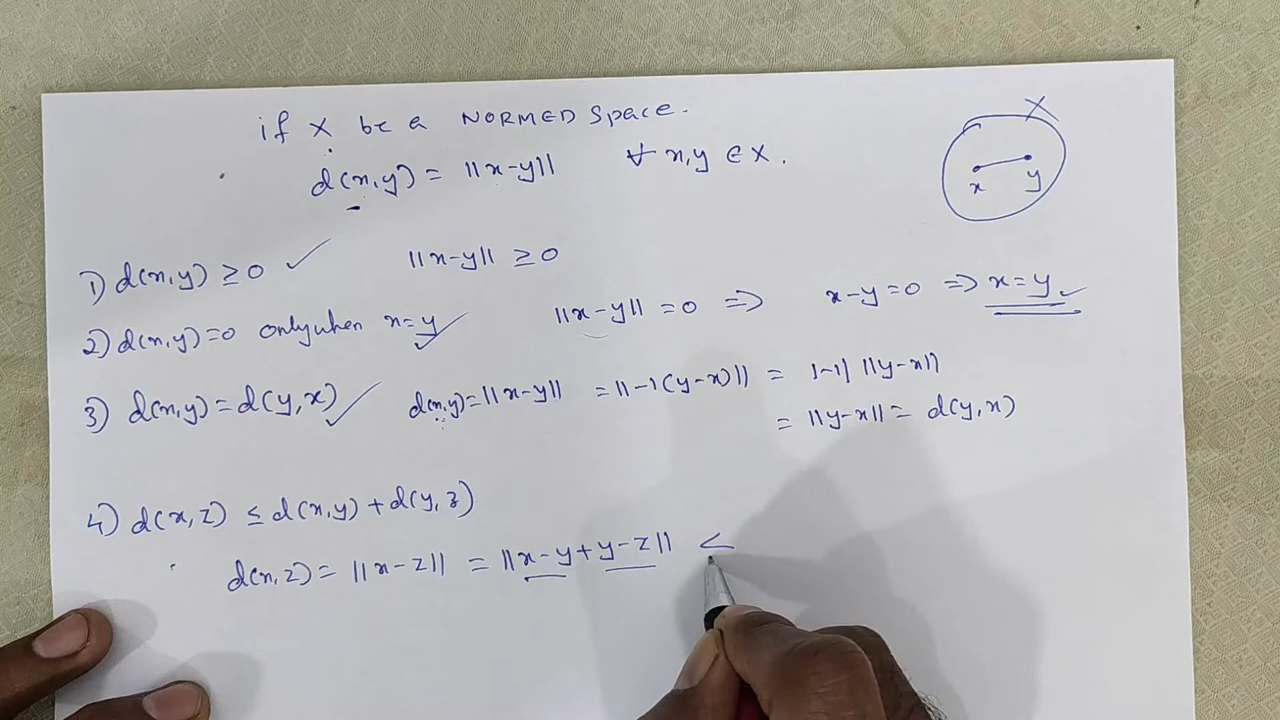 if X be a NORMED space.
d(x,y) = ||x-y|| ∀ x,y ∈ X.
X
x y
1) d(x,y) ≥ 0 ✓ ||x-y|| ≥ 0
2) d(x,y)=0 only when x=y ✓ ||x-y|| = 0 => x-y=0 => x=y ✓
3) d(x,y) = d(y,x) ✓ d(x,y) = ||x-y|| = ||-1(y-x)|| = |-1| ||y-x||
= ||y-x|| = d(y,x)
4) d(x,z) ≤ d(x,y) + d(y,z)
d(x,z) = ||x-z|| = ||x-y+y-z|| <